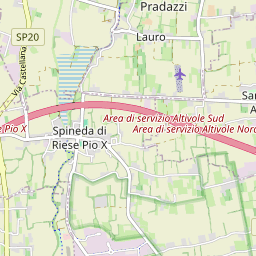 Pradazzi
SP20
Lauro
Via Castellana
San
A
Area di servizio Altivole Sud
Area di servizio Altivole Nord
e Pio X
Spineda di
Riese Pio X